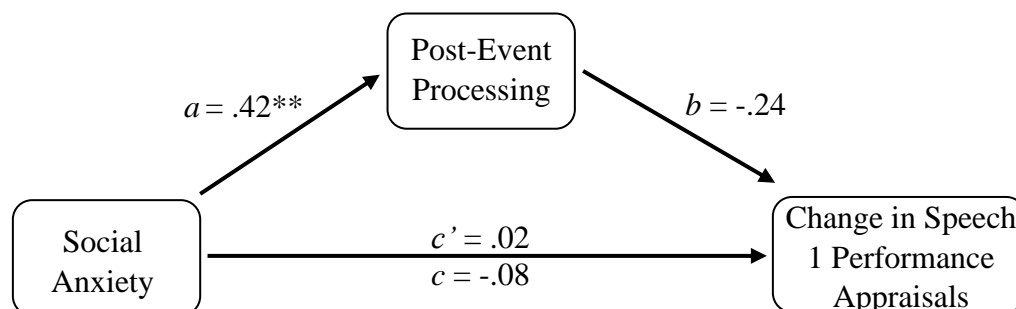 Post-Event
Processing
a = .42**
b = -.24
Social
Anxiety
c’ = .02
c = -.08
Change in Speech
1 Performance
Appraisals